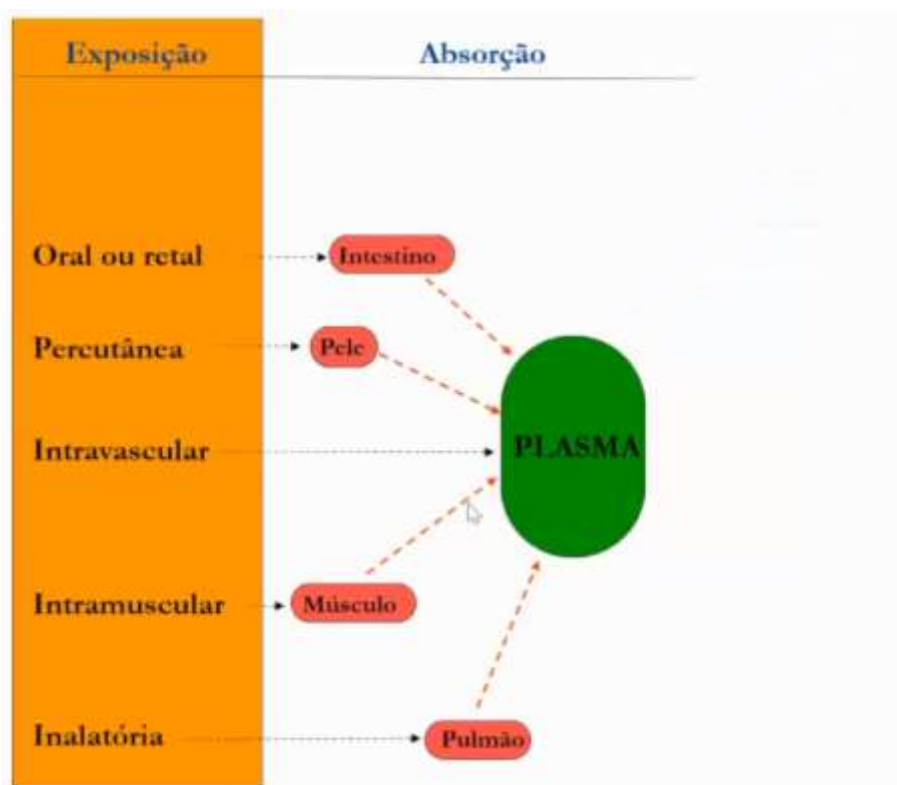 Exposição Absorção
Oral ou retal Intestino
Percutânea Pele
Intravascular PLASMA
Intramuscular Músculo
Inalatória Pulmão